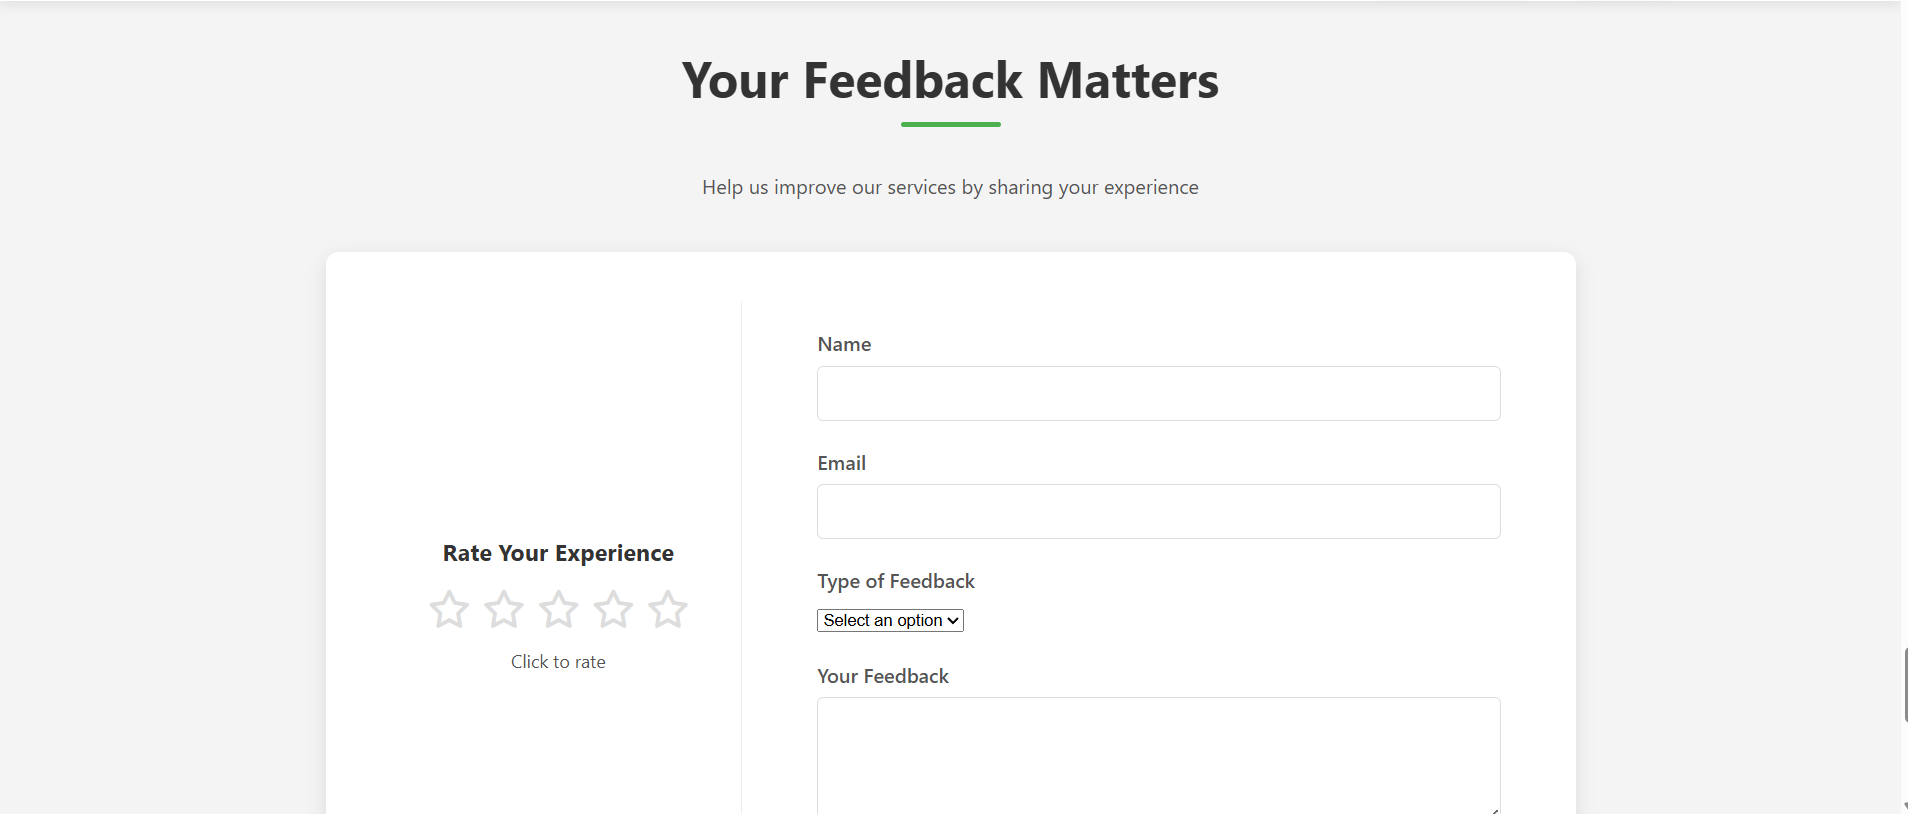 Your Feedback Matters
Help us improve our services by sharing your experience
Rate Your Experience
Click to rate
Name
Email
Type of Feedback
Select an option
Your Feedback